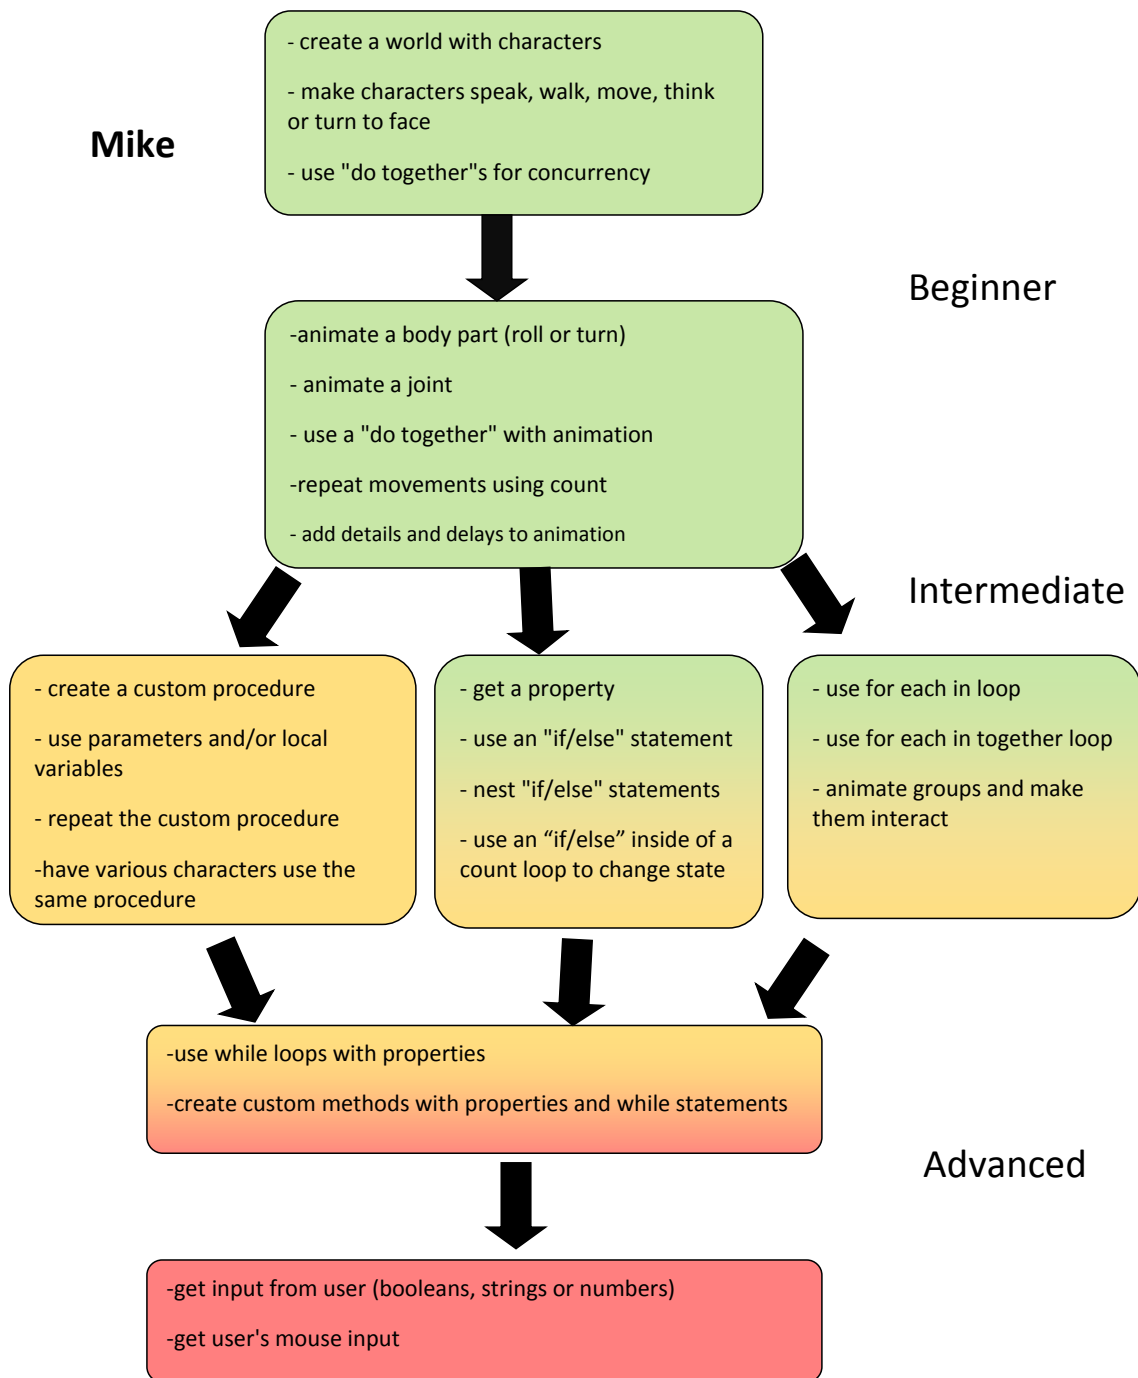 - create a world with characters
- make characters speak, walk, move, think
or turn to face
- use "do together"s for concurrency
Mike
Beginner
-animate a body part (roll or turn)
- animate a joint
- use a "do together" with animation
-repeat movements using count
- add details and delays to animation
Intermediate
- create a custom procedure
- use parameters and/or local
variables
- repeat the custom procedure
-have various characters use the
same procedure
- get a property
- use an "if/else" statement
- nest "if/else" statements
- use an “if/else” inside of a
count loop to change state
- use for each in loop
- use for each in together loop
- animate groups and make
them interact
-use while loops with properties
-create custom methods with properties and while statements
Advanced
-get input from user (booleans, strings or numbers)
-get user's mouse input